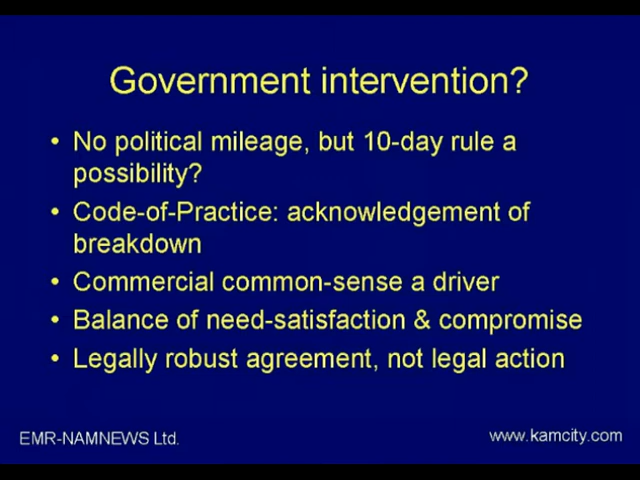 Government intervention?
• No political mileage, but 10-day rule a
possibility?
• Code-of-Practice: acknowledgement of
breakdown
• Commercial common-sense a driver
• Balance of need-satisfaction & compromise
• Legally robust agreement, not legal action
EMR-NAMNEWS Ltd.
www.kamcity.com